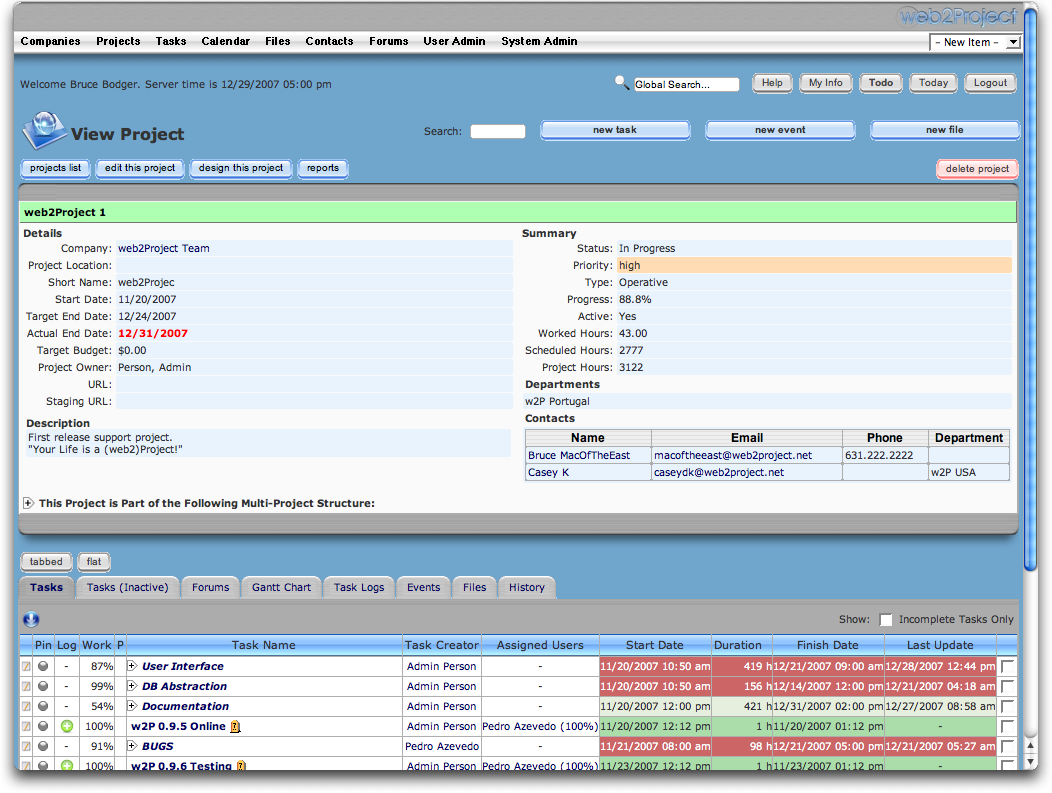 web2Project
Companies Projects Tasks Calendar Files Contacts Forums User Admin System Admin - New Item -
Welcome Bruce Bodger. Server time is 12/29/2007 05:00 pm Global Search... Help My Info Todo Today Logout
View Project Search: new task new event new file
projects list edit this project design this project reports delete project
web2Project 1
Details
Company: web2Project Team
Project Location:
Short Name: web2Projec
Start Date: 11/20/2007
Target End Date: 12/24/2007
Actual End Date: 12/31/2007
Target Budget: $0.00
Project Owner: Person, Admin
URL:
Staging URL:
Description
First release support project.
"Your Life is a (web2)Project!"
Summary
Status: In Progress
Priority: high
Type: Operative
Progress: 88.8%
Active: Yes
Worked Hours: 43.00
Scheduled Hours: 2777
Project Hours: 3122
Departments
w2P Portugal
Contacts
Name Email Phone Department
Bruce MacOfTheEast macoftheeast@web2project.net 631.222.2222
Casey K caseydk@web2project.net w2P USA
This Project is Part of the Following Multi-Project Structure:
tabbed flat
Tasks Tasks (Inactive) Forums Gantt Chart Task Logs Events Files History
Show: Incomplete Tasks Only
Pin Log Work P Task Name Task Creator Assigned Users Start Date Duration Finish Date Last Update
- 87% User Interface Admin Person - 11/20/2007 10:50 am 419 h 12/21/2007 09:00 am 12/28/2007 12:44 pm
- 99% DB Abstraction Admin Person - 11/20/2007 10:50 am 156 h 12/14/2007 12:00 pm 12/21/2007 04:18 am
- 54% Documentation Admin Person - 11/20/2007 12:00 pm 421 h 12/31/2007 02:00 pm 12/27/2007 08:58 am
100% w2P 0.9.5 Online Admin Person Pedro Azevedo (100%) 11/20/2007 12:12 pm 1 h 11/20/2007 01:12 pm -
- 91% BUGS Pedro Azevedo - 11/21/2007 08:00 am 98 h 12/21/2007 05:00 pm 12/21/2007 05:27 am
100% w2P 0.9.6 Testing Admin Person Pedro Azevedo (100%) 11/23/2007 12:12 pm 1 h 11/23/2007 01:12 pm -